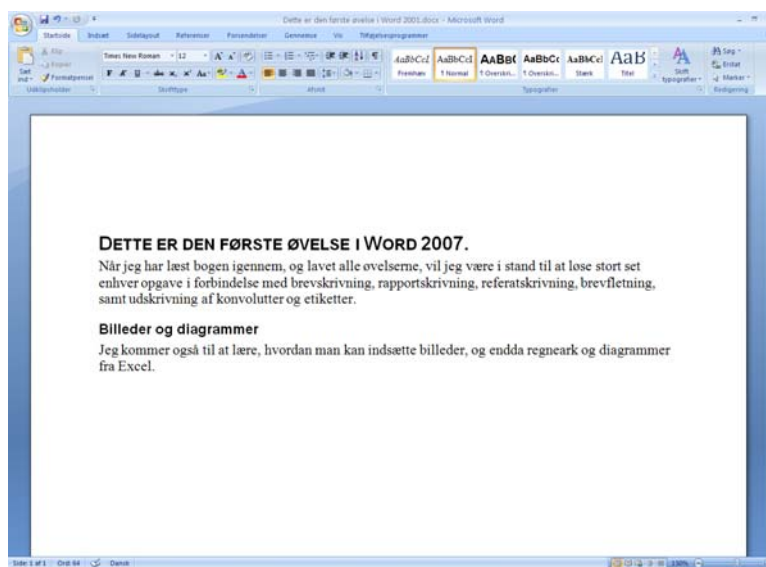 Dette er den første øvelse i Word 2001.docx - Microsoft Word
Startside Indsæt Sidelayout Referencer Forsendelser Gennemse Vis Tilføjelsesprogrammer
Klip
Kopier
Formatpensel
Sæt ind
Times New Roman 12
F K U abc x, x² Aa
AaBbCcI AaBbCcI AABB( AaBbCc AaBbCcI AaB
Fremhæv 1 Normal 1 Overskri... 1 Overskri... Stærk Titel
Skift typografier
Søg
Erstat
Marker
Udklipsholder Skrifttype Afsnit Typografier Redigering
DETTE ER DEN FØRSTE ØVELSE I WORD 2007.
Når jeg har læst bogen igennem, og lavet alle øvelserne, vil jeg være i stand til at løse stort set
enhver opgave i forbindelse med brevskrivning, rapportskrivning, referatskrivning, brevfletning,
samt udskrivning af konvolutter og etiketter.
Billeder og diagrammer
Jeg kommer også til at lære, hvordan man kan indsætte billeder, og endda regneark og diagrammer
fra Excel.
Side: 1 af 1 Ord: 64 Dansk 150%